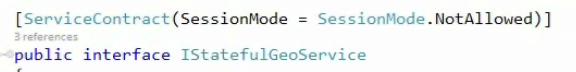 [ServiceContract(SessionMode = SessionMode.NotAllowed)]
3 references
public interface IStatefulGeoService